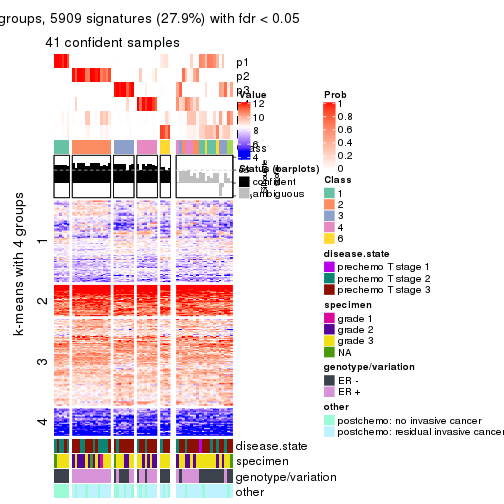 groups, 5909 signatures (27.9%) with fdr < 0.05
41 confident samples
p1
p2
p3
Value
12
10
8
6
4
Status (barplots)
confident
ambiguous
k-means with 4 groups
1
2
3
4
disease.state
specimen
genotype/variation
other
Prob
1
0.8
0.6
0.4
0.2
0
Class
1
2
3
4
6
disease.state
prechemo T stage 1
prechemo T stage 2
prechemo T stage 3
specimen
grade 1
grade 2
grade 3
NA
genotype/variation
ER -
ER +
other
postchemo: no invasive cancer
postchemo: residual invasive cancer